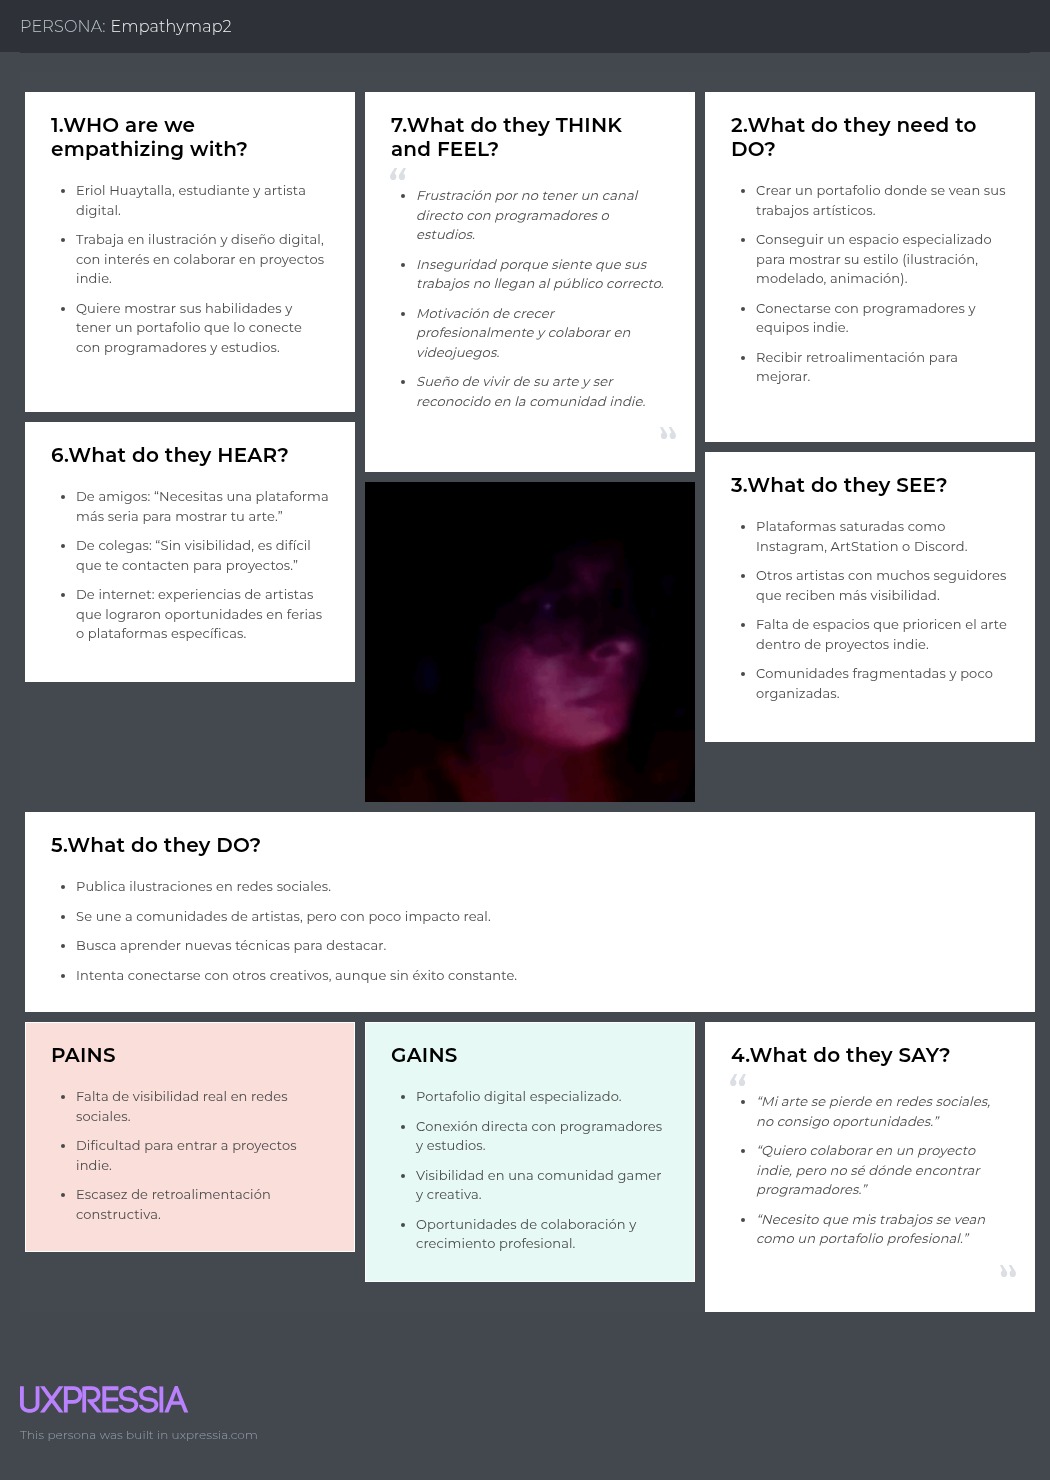 PERSONA: Empathymap2
1.WHO are we
empathizing with?
• Eriol Huaytalla, estudiante y artista
digital.
• Trabaja en ilustración y diseño digital,
con interés en colaborar en proyectos
indie.
• Quiere mostrar sus habilidades y
tener un portafolio que lo conecte
con programadores y estudios.
7.What do they THINK
and FEEL?
“
• Frustración por no tener un canal
directo con programadores o
estudios.
• Inseguridad porque siente que sus
trabajos no llegan al público correcto.
• Motivación de crecer
profesionalmente y colaborar en
videojuegos.
• Sueño de vivir de su arte y ser
reconocido en la comunidad indie.
”
2.What do they need to
DO?
• Crear un portafolio donde se vean sus
trabajos artísticos.
• Conseguir un espacio especializado
para mostrar su estilo (ilustración,
modelado, animación).
• Conectarse con programadores y
equipos indie.
• Recibir retroalimentación para
mejorar.
6.What do they HEAR?
• De amigos: “Necesitas una plataforma
más seria para mostrar tu arte.”
• De colegas: “Sin visibilidad, es difícil
que te contacten para proyectos.”
• De internet: experiencias de artistas
que lograron oportunidades en ferias
o plataformas específicas.
3.What do they SEE?
• Plataformas saturadas como
Instagram, ArtStation o Discord.
• Otros artistas con muchos seguidores
que reciben más visibilidad.
• Falta de espacios que prioricen el arte
dentro de proyectos indie.
• Comunidades fragmentadas y poco
organizadas.
5.What do they DO?
• Publica ilustraciones en redes sociales.
• Se une a comunidades de artistas, pero con poco impacto real.
• Busca aprender nuevas técnicas para destacar.
• Intenta conectarse con otros creativos, aunque sin éxito constante.
PAINS
• Falta de visibilidad real en redes
sociales.
• Dificultad para entrar a proyectos
indie.
• Escasez de retroalimentación
constructiva.
GAINS
• Portafolio digital especializado.
• Conexión directa con programadores
y estudios.
• Visibilidad en una comunidad gamer
y creativa.
• Oportunidades de colaboración y
crecimiento profesional.
4.What do they SAY?
“
• “Mi arte se pierde en redes sociales,
no consigo oportunidades.”
• “Quiero colaborar en un proyecto
indie, pero no sé dónde encontrar
programadores.”
• “Necesito que mis trabajos se vean
como un portafolio profesional.”
”
UXPRESSIA
This persona was built in uxpressia.com